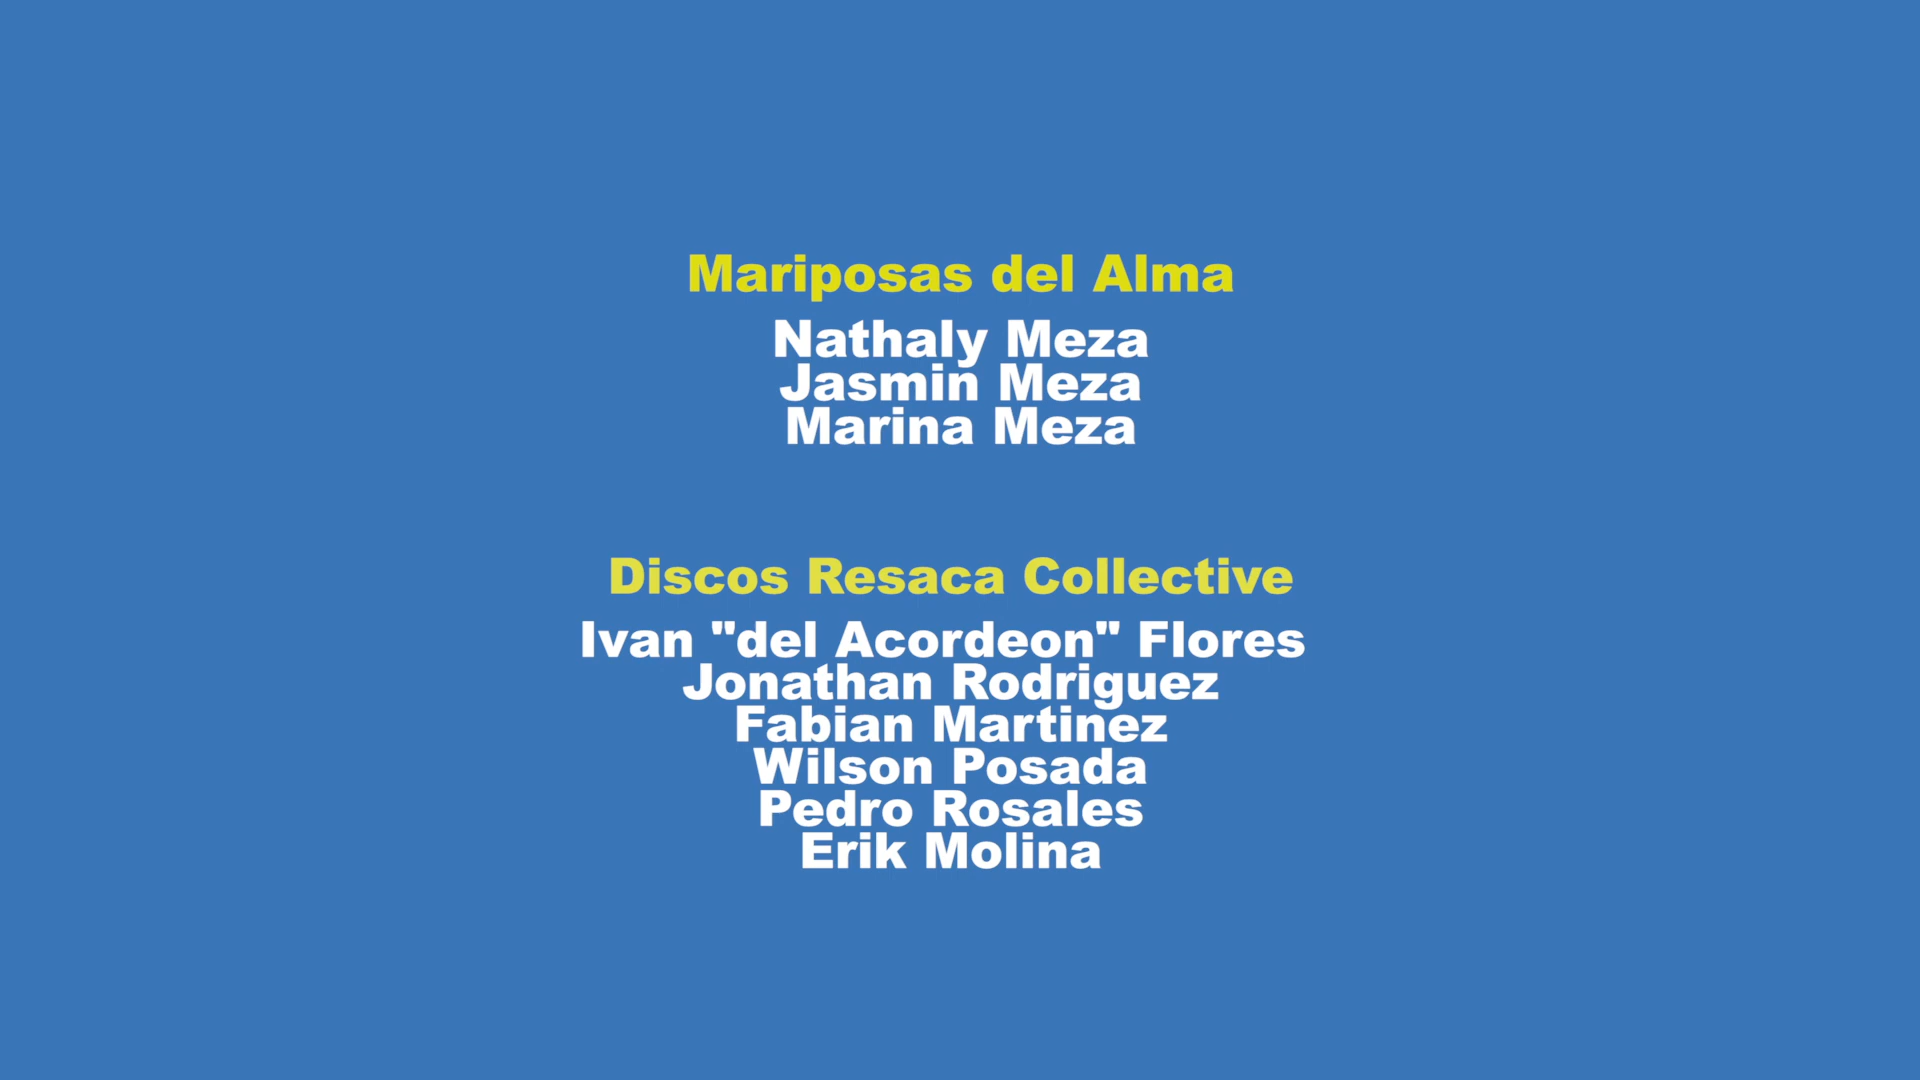 Mariposas del Alma
Nathaly Meza
Jasmin Meza
Marina Meza
Discos Resaca Collective
Ivan "del Acordeon" Flores
Jonathan Rodriguez
Fabian Martinez
Wilson Posada
Pedro Rosales
Erik Molina